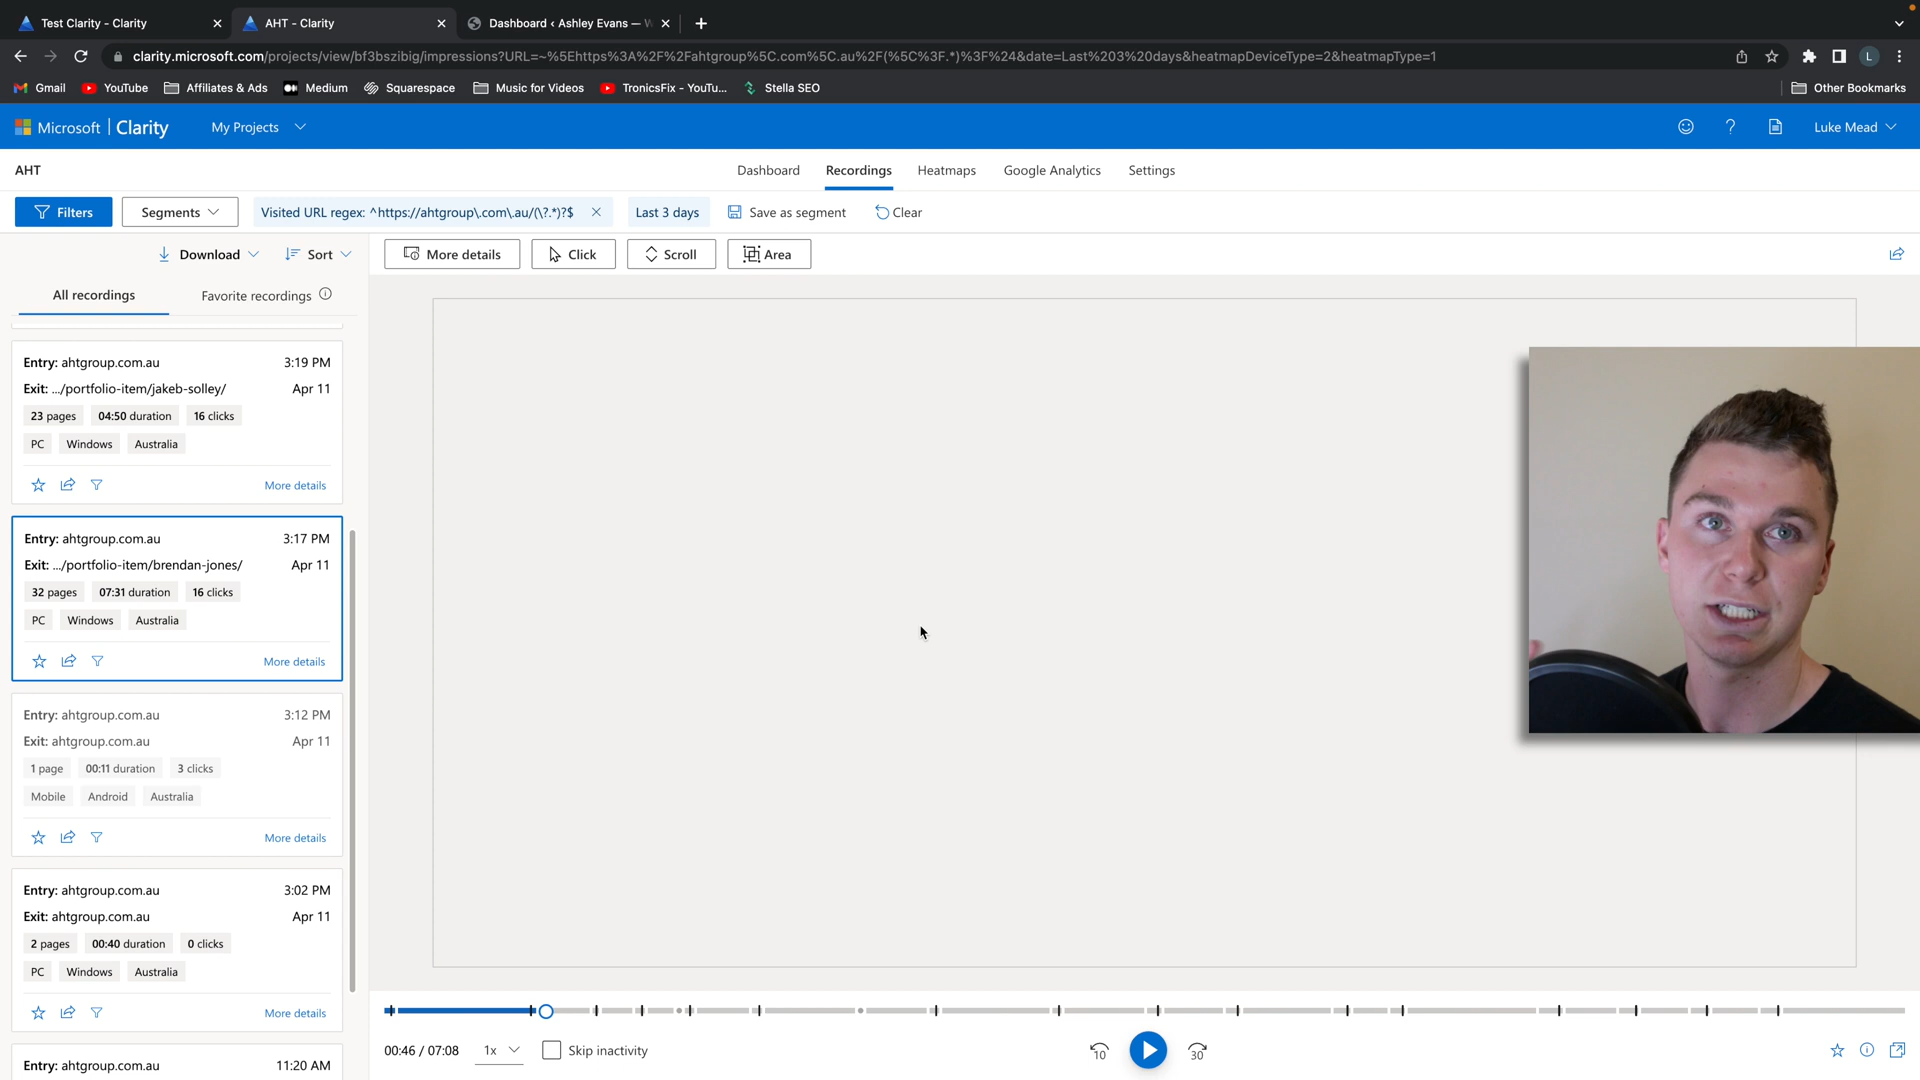 Test Clarity - Clarity
AHT - Clarity
Dashboard ‹ Ashley Evans — W
clarity.microsoft.com/projects/view/bf3bszibig/impressions?URL=~%5Ehttps%3A%2F%2Fahtgroup%5C.com%5C.au%2F(%5C%3F.*)%3F%24&date=Last%203%20days&heatmapDeviceType=2&heatmapType=1
L
Gmail
YouTube
Affiliates & Ads
Medium
Squarespace
Music for Videos
TronicsFix - YouTu...
Stella SEO
Other Bookmarks
Microsoft | Clarity
My Projects
?
Luke Mead
AHT
Dashboard
Recordings
Heatmaps
Google Analytics
Settings
Filters
Segments
Visited URL regex: ^https://ahtgroup\.com\.au/(\?.*)?$
Last 3 days
Save as segment
Clear
Download
Sort
More details
Click
Scroll
Area
All recordings
Favorite recordings
Entry: ahtgroup.com.au 3:19 PM
Exit: .../portfolio-item/jakeb-solley/ Apr 11
23 pages 04:50 duration 16 clicks
PC Windows Australia
More details
Entry: ahtgroup.com.au 3:17 PM
Exit: .../portfolio-item/brendan-jones/ Apr 11
32 pages 07:31 duration 16 clicks
PC Windows Australia
More details
Entry: ahtgroup.com.au 3:12 PM
Exit: ahtgroup.com.au Apr 11
1 page 00:11 duration 3 clicks
Mobile Android Australia
More details
Entry: ahtgroup.com.au 3:02 PM
Exit: ahtgroup.com.au Apr 11
2 pages 00:40 duration 0 clicks
PC Windows Australia
More details
Entry: ahtgroup.com.au 11:20 AM
00:46 / 07:08
1x
Skip inactivity
10
30